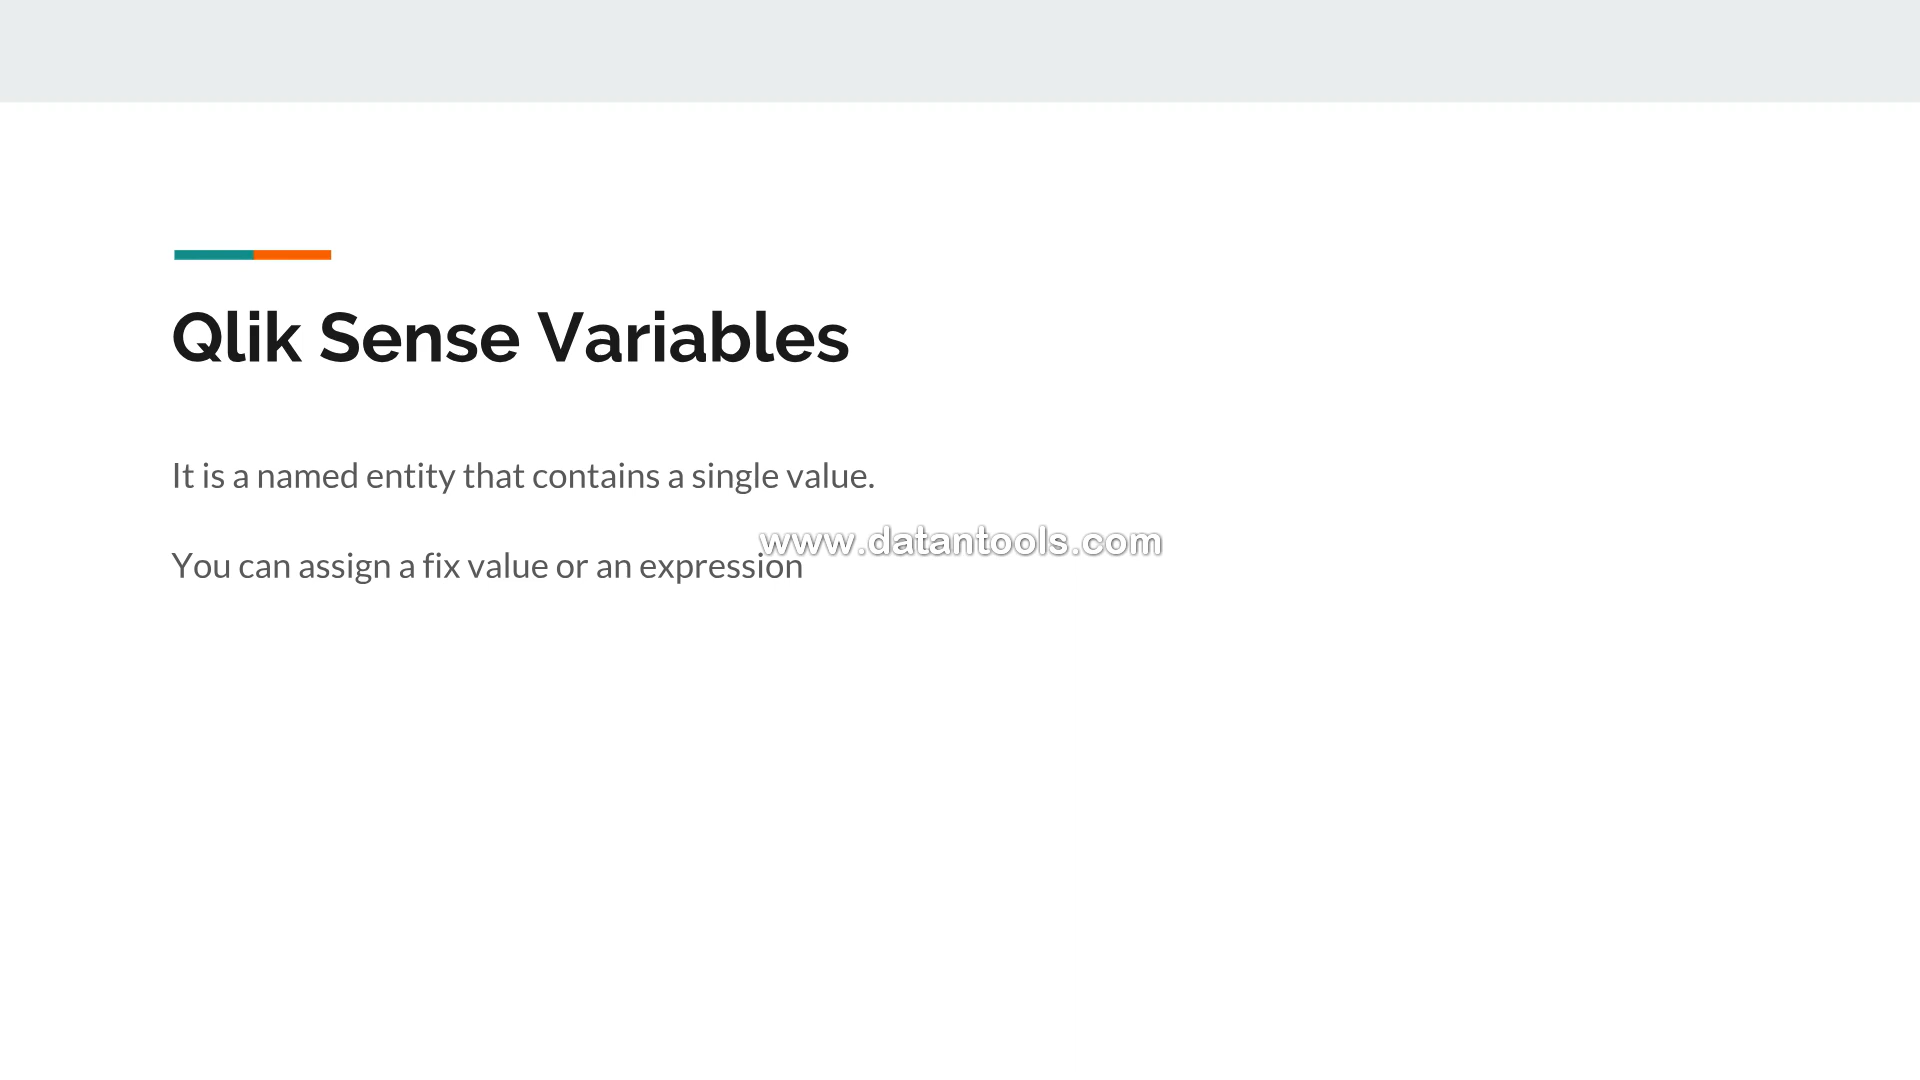 Qlik Sense Variables
It is a named entity that contains a single value.
www.datantools.com
You can assign a fix value or an expression